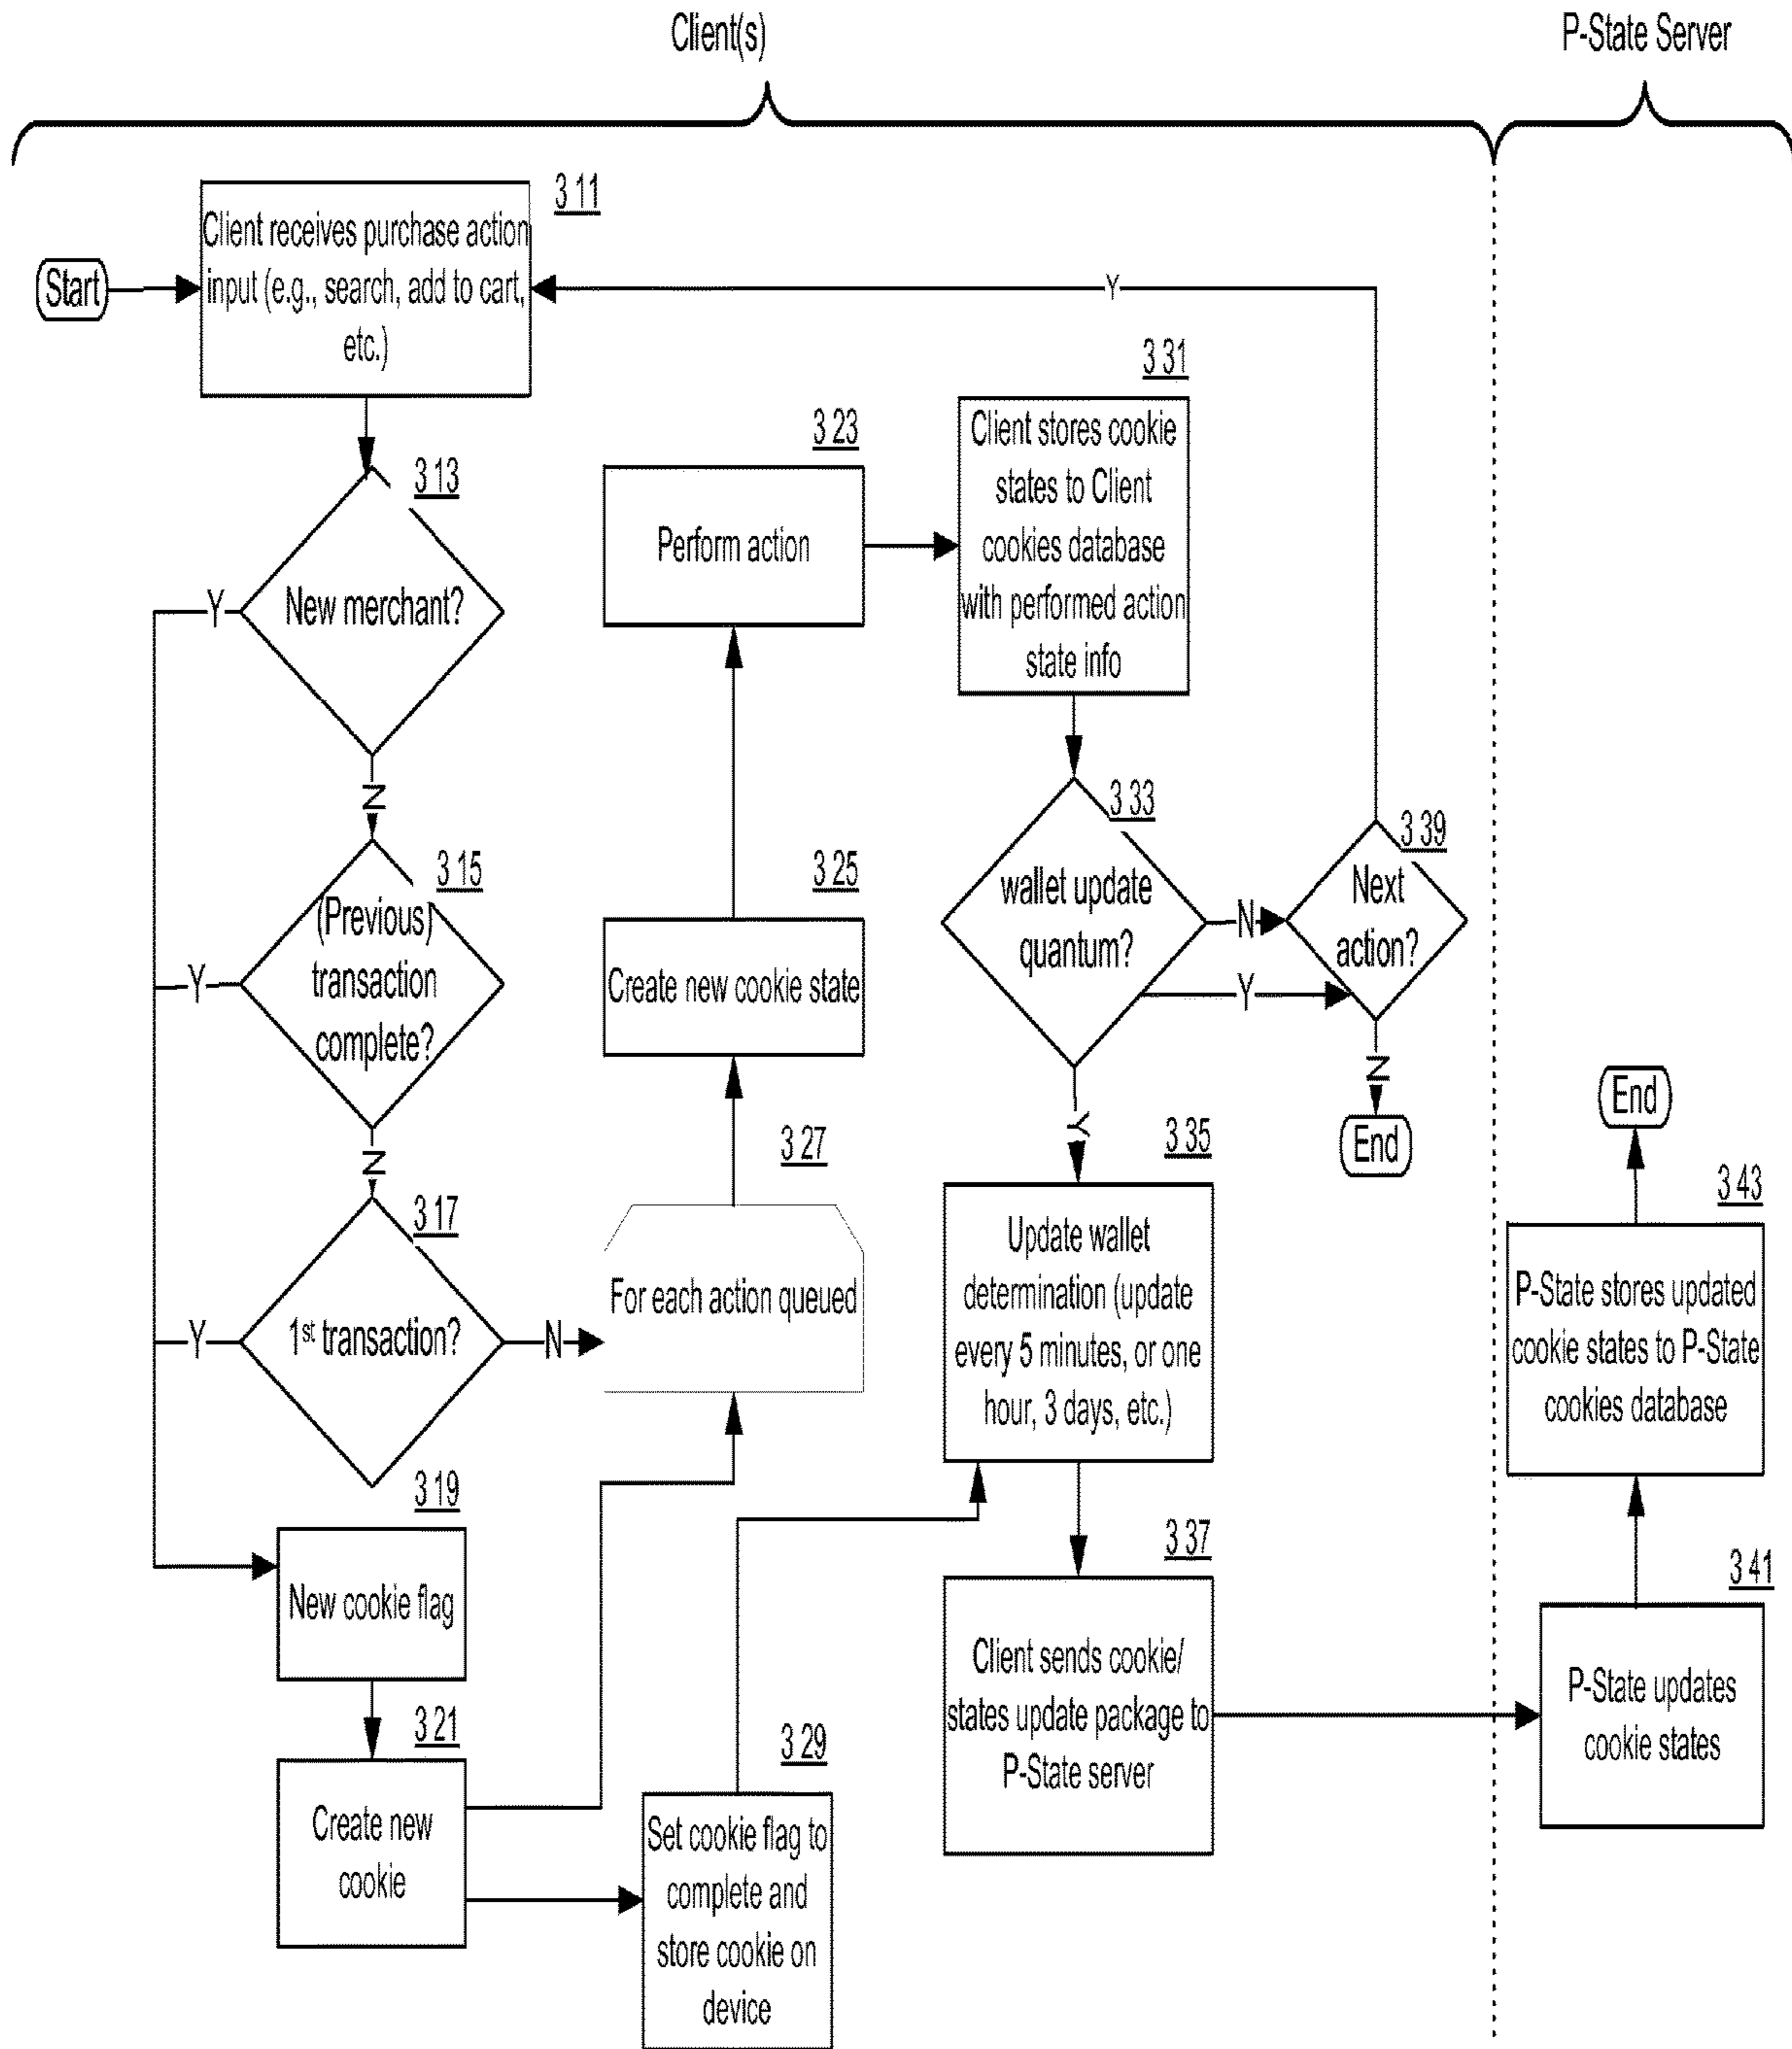 Client(s)
P-State Server
311
Client receives purchase action
input (e.g., search, add to cart,
etc.)
Start
Y
331
Client stores cookie
states to Client
cookies database
with performed action
state info
323
Perform action
313
New merchant?
Y
N
333
wallet update
quantum?
N
Y
Y
339
Next
action?
N
End
315
(Previous)
transaction
complete?
Y
N
325
Create new cookie state
327
For each action queued
317
1st transaction?
Y
N
335
Update wallet
determination (update
every 5 minutes, or one
hour, 3 days, etc.)
End
343
P-State stores updated
cookie states to P-State
cookies database
319
New cookie flag
337
Client sends cookie/
states update package to
P-State server
341
P-State updates
cookie states
321
Create new
cookie
329
Set cookie flag to
complete and
store cookie on
device